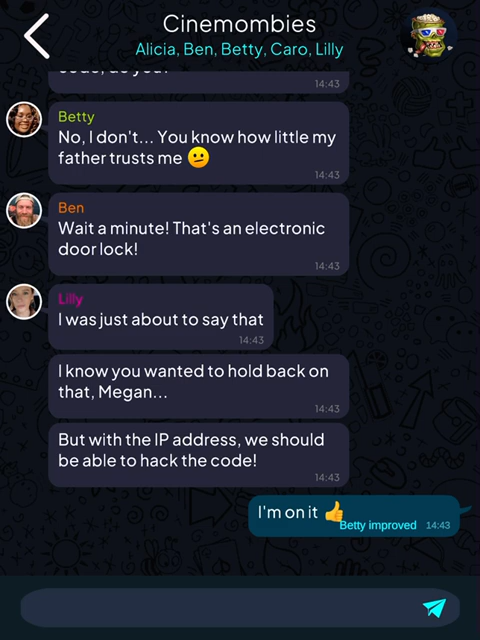 Cinemombies
Alicia, Ben, Betty, Caro, Lilly
14:43
Betty
No, I don't... You know how little my
father trusts me 🫤
14:43
Ben
Wait a minute! That's an electronic
door lock!
14:43
Lilly
I was just about to say that
14:43
I know you wanted to hold back on
that, Megan...
14:43
But with the IP address, we should
be able to hack the code!
14:43
I'm on it 👍
Betty improved 14:43